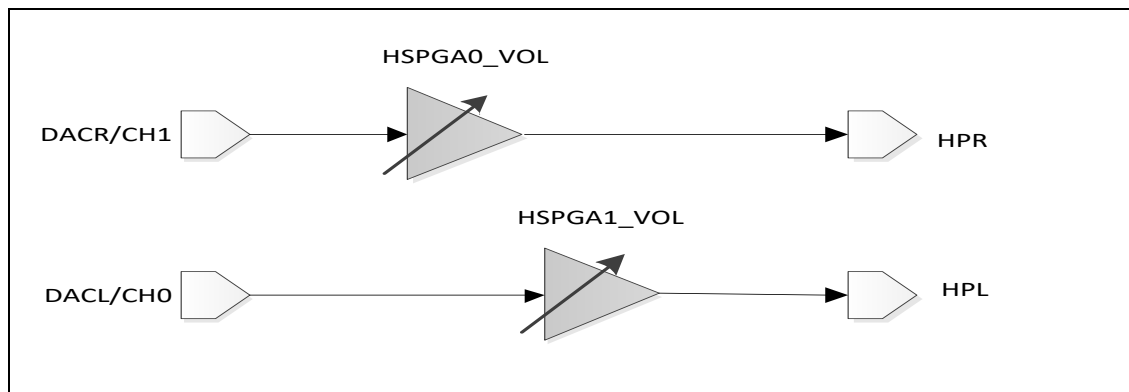 HSPGA0_VOL
DACR/CH1
HPR
HSPGA1_VOL
DACL/CH0
HPL